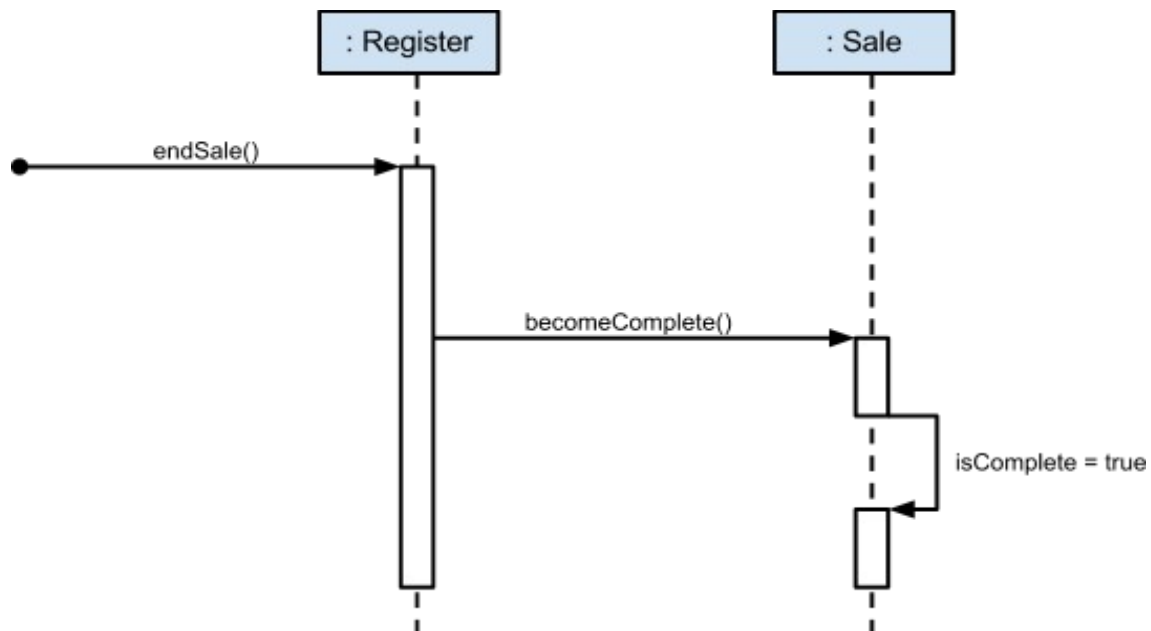 : Register
: Sale
endSale()
becomeComplete()
isComplete = true